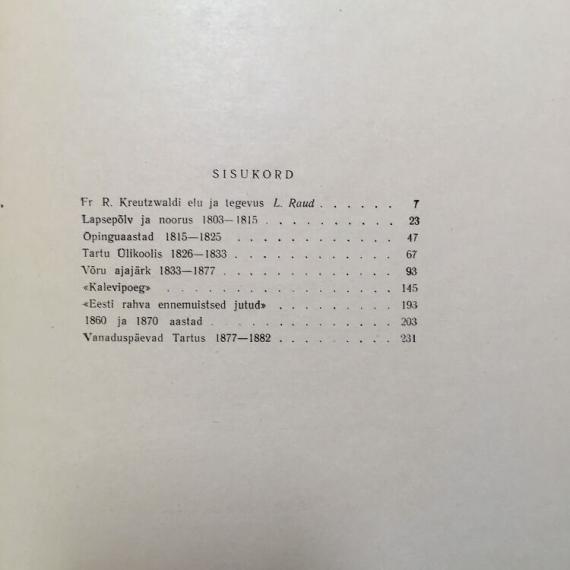 SISUKORD
Fr R. Kreutzwaldi elu ja tegevus L. Raud . . . . . . 7
Lapsepõlv ja noorus 1803—1815 . . . . . . . . . . 23
Õpinguaastad 1815—1825 . . . . . . . . . . . . 47
Tartu Ülikoolis 1826—1833 . . . . . . . . . . . . 67
Võru ajajärk 1833—1877 . . . . . . . . . . . . . 93
«Kalevipoeg» . . . . . . . . . . . . . . . . . 145
«Eesti rahva ennemuistsed jutud» . . . . . . . . . 193
1860 ja 1870 aastad . . . . . . . . . . . . . . 203
Vanaduspäevad Tartus 1877—1882 . . . . . . . . . 231